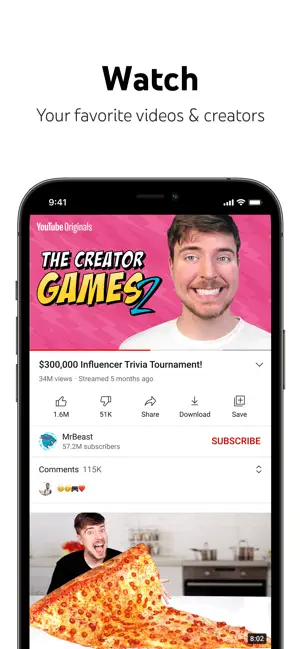 Watch
Your favorite videos & creators
9:41
YouTube Originals
THE CREATOR
GAMES 2
$300,000 Influencer Trivia Tournament!
34M views · Streamed 5 months ago
1.6M
51K
Share
Download
Save
MrBeast
57.2M subscribers
SUBSCRIBE
Comments 115K
😀😋🎮❤️
8:02